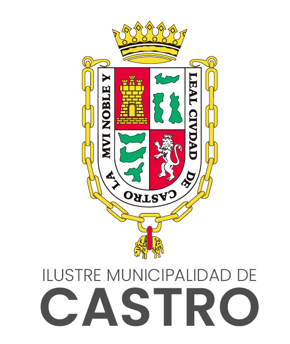 MVI NOBLE Y
LEAL CIVDAD
DE CASTRO LA
ILUSTRE MUNICIPALIDAD DE
CASTRO